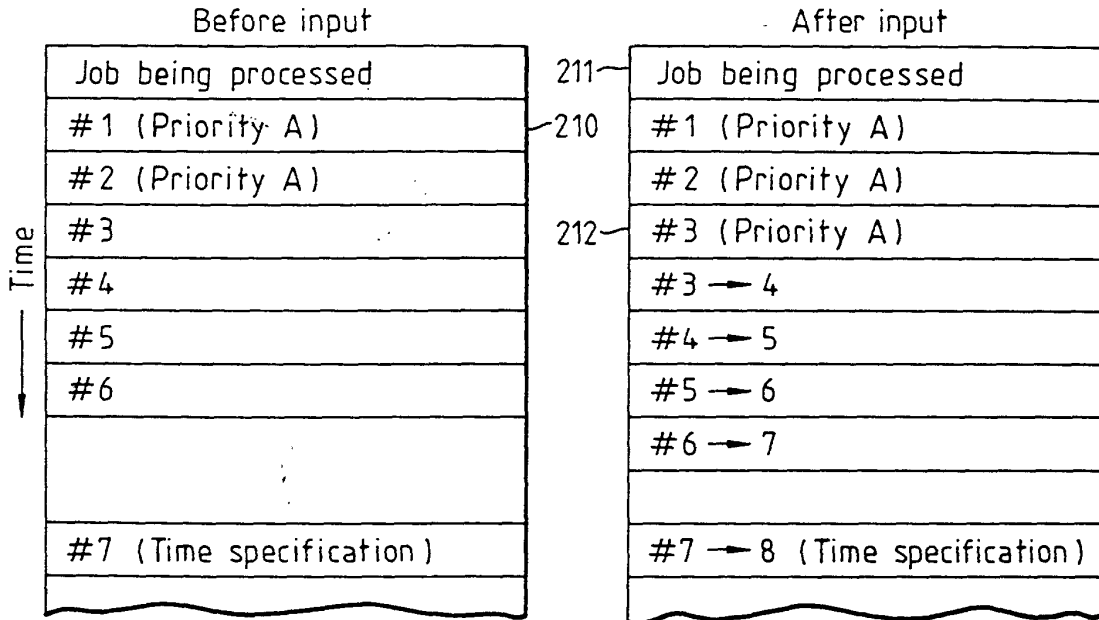 Before input
Job being processed
#1 (Priority A)
#2 (Priority A)
#3
#4
#5
#6
#7 (Time specification)
Time
210
211
212
After input
Job being processed
#1 (Priority A)
#2 (Priority A)
#3 (Priority A)
#3 → 4
#4 → 5
#5 → 6
#6 → 7
#7 → 8 (Time specification)